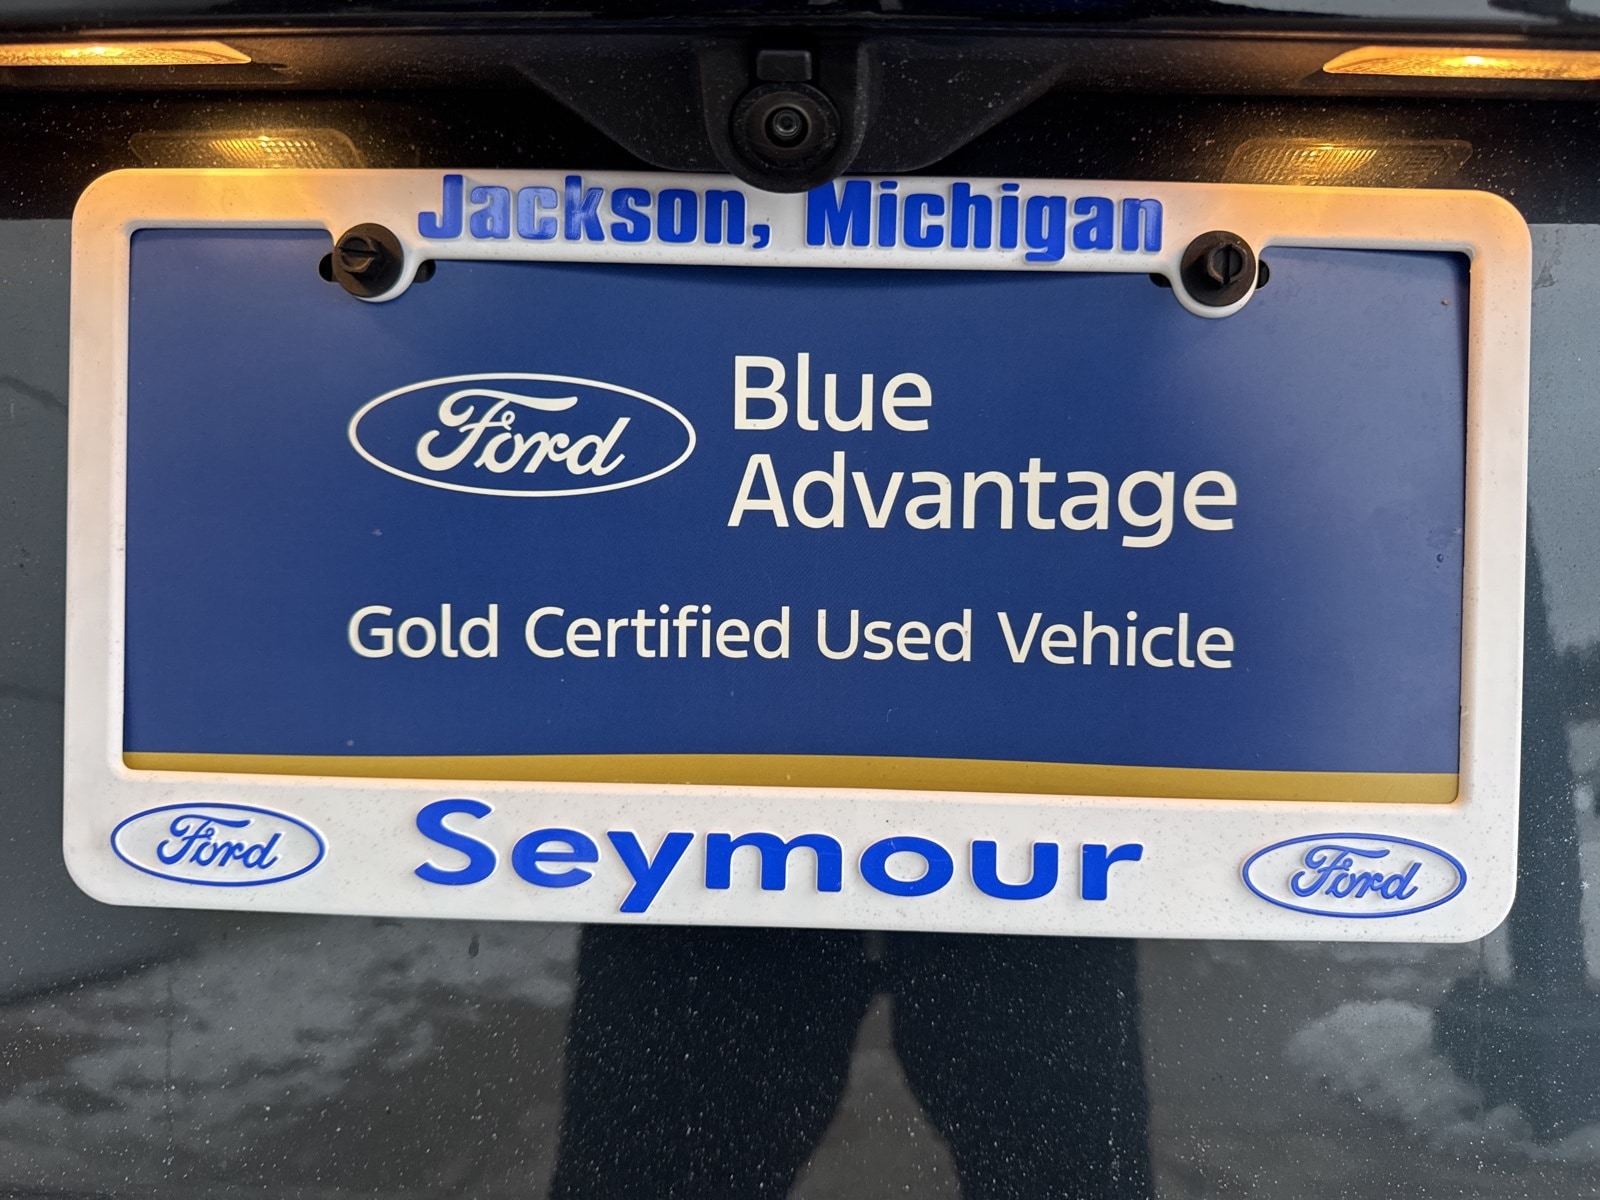 Jackson, Michigan
Ford
Blue
Advantage
Gold Certified Used Vehicle
Ford Seymour Ford